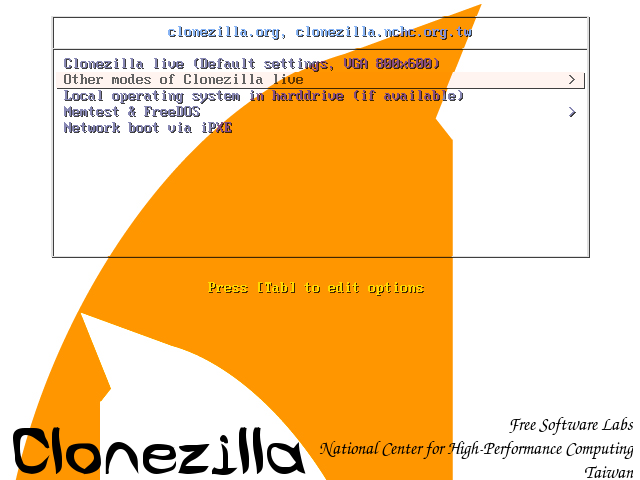 clonezilla.org, clonezilla.nchc.org.tw
Clonezilla live (Default settings, VGA 800x600)
Other modes of Clonezilla live >
Local operating system in harddrive (if available)
Memtest & FreeDOS >
Network boot via iPXE
Press [Tab] to edit options
Free Software Labs
Clonezilla
National Center for High-Performance Computing
Taiwan